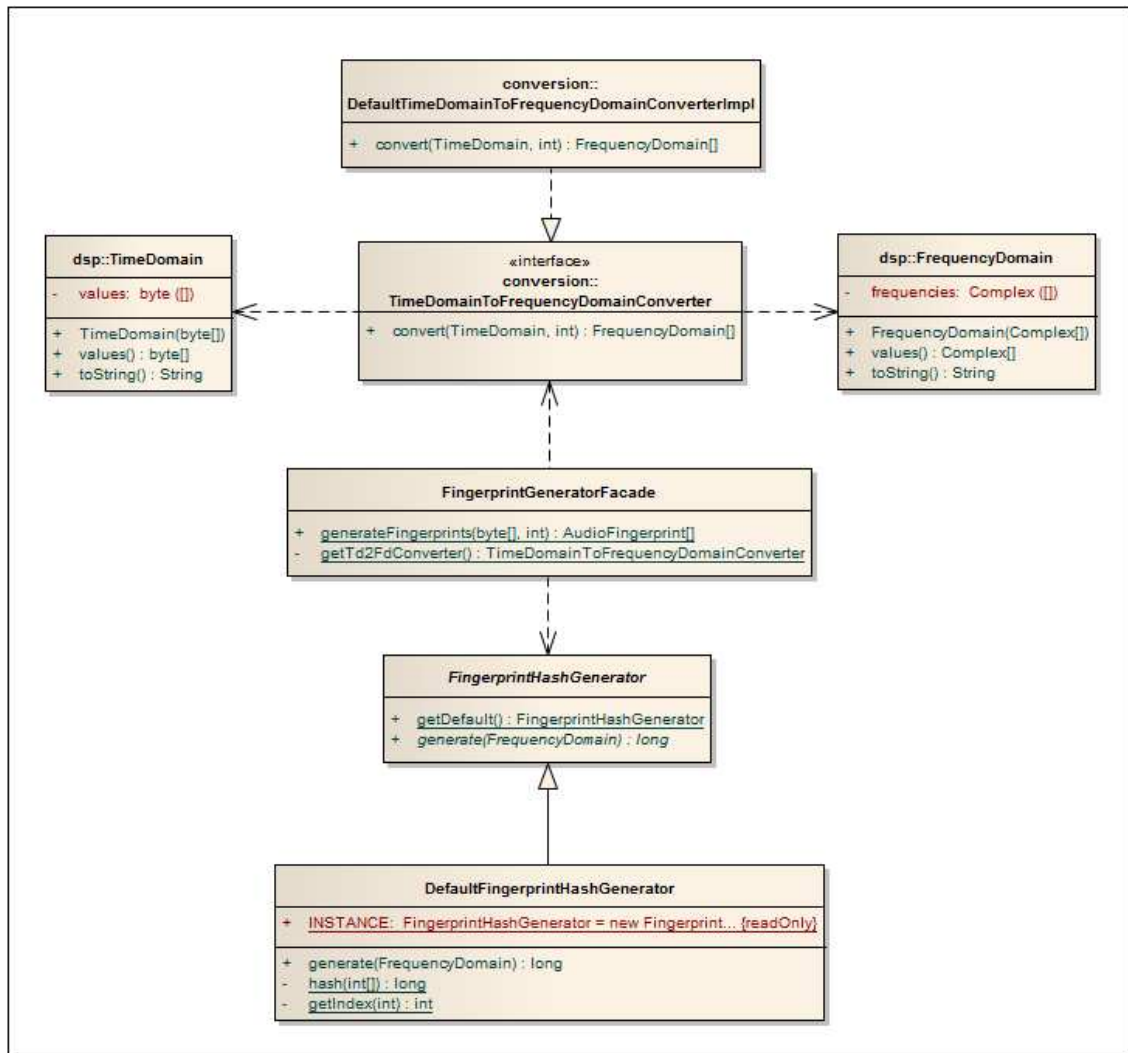 conversion::
DefaultTimeDomainToFrequencyDomainConverterImpl
+ convert(TimeDomain, int) : FrequencyDomain[]
dsp::TimeDomain
- values: byte ([])
+ TimeDomain(byte[])
+ values() : byte[]
+ toString() : String
«interface»
conversion::
TimeDomainToFrequencyDomainConverter
+ convert(TimeDomain, int) : FrequencyDomain[]
dsp::FrequencyDomain
- frequencies: Complex ([])
+ FrequencyDomain(Complex[])
+ values() : Complex[]
+ toString() : String
FingerprintGeneratorFacade
+ generateFingerprints(byte[], int) : AudioFingerprint[]
- getTd2FdConverter() : TimeDomainToFrequencyDomainConverter
FingerprintHashGenerator
+ getDefault() : FingerprintHashGenerator
+ generate(FrequencyDomain) : long
DefaultFingerprintHashGenerator
+ INSTANCE: FingerprintHashGenerator = new Fingerprint... {readOnly}
+ generate(FrequencyDomain) : long
- hash(int[]) : long
- getIndex(int) : int